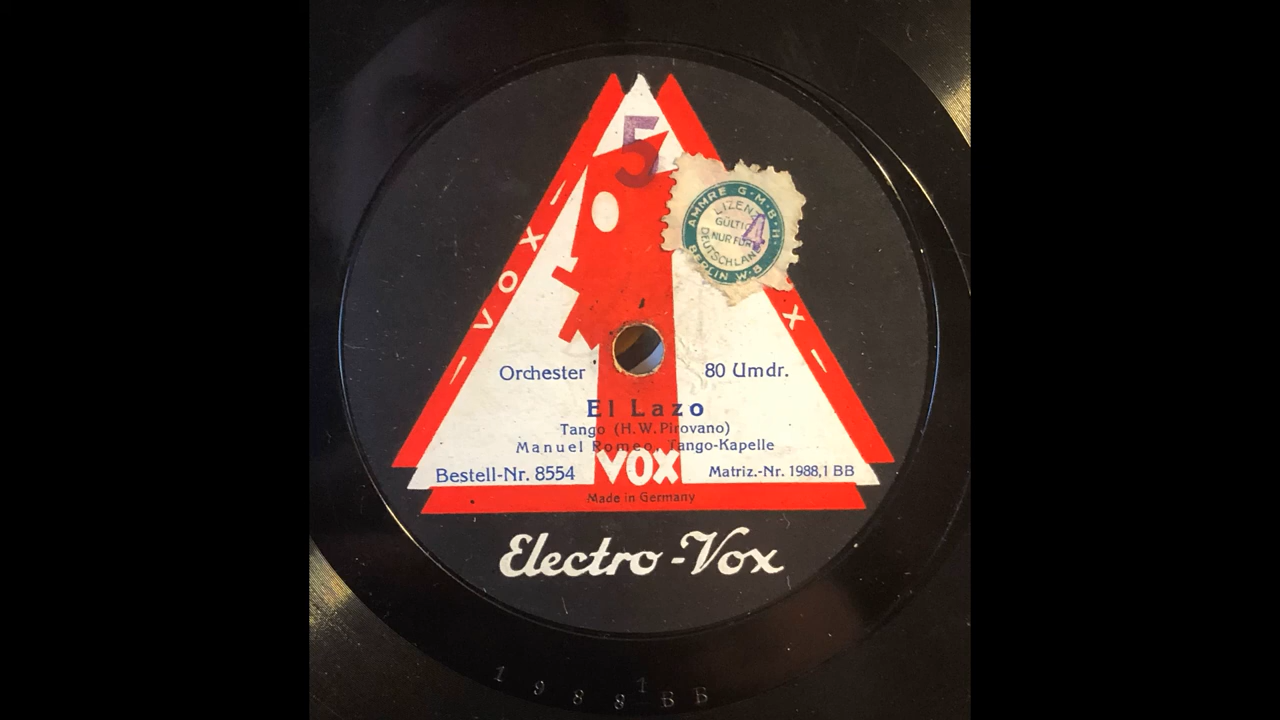 5
VOX
X
AMMRE G·M·B·H·
BERLIN W·8
LIZENZ
GÜLTIG
NUR FÜR
DEUTSCHLAND
4
Orchester 80 Umdr.
El Lazo
Tango (H.W.Pirovano)
Manuel Romeo, Tango-Kapelle
Bestell-Nr. 8554 VOX Matriz.-Nr. 1988,1 BB
Made in Germany
Electro-Vox
1988 1 BB